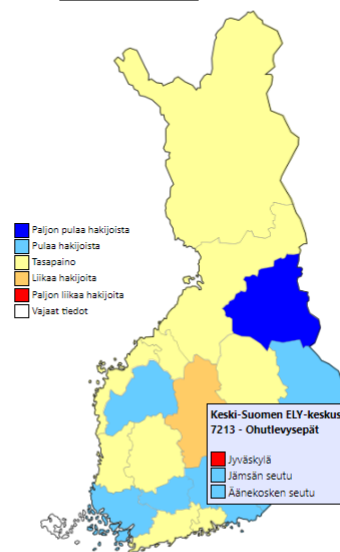 Paljon pulaa hakijoista
Pulaa hakijoista
Tasapaino
Liikaa hakijoita
Paljon liikaa hakijoita
Vajaat tiedot
Keski-Suomen ELY-keskus
7213 - Ohutlevysepät
Jyväskylä
Jämsän seutu
Äänekosken seutu